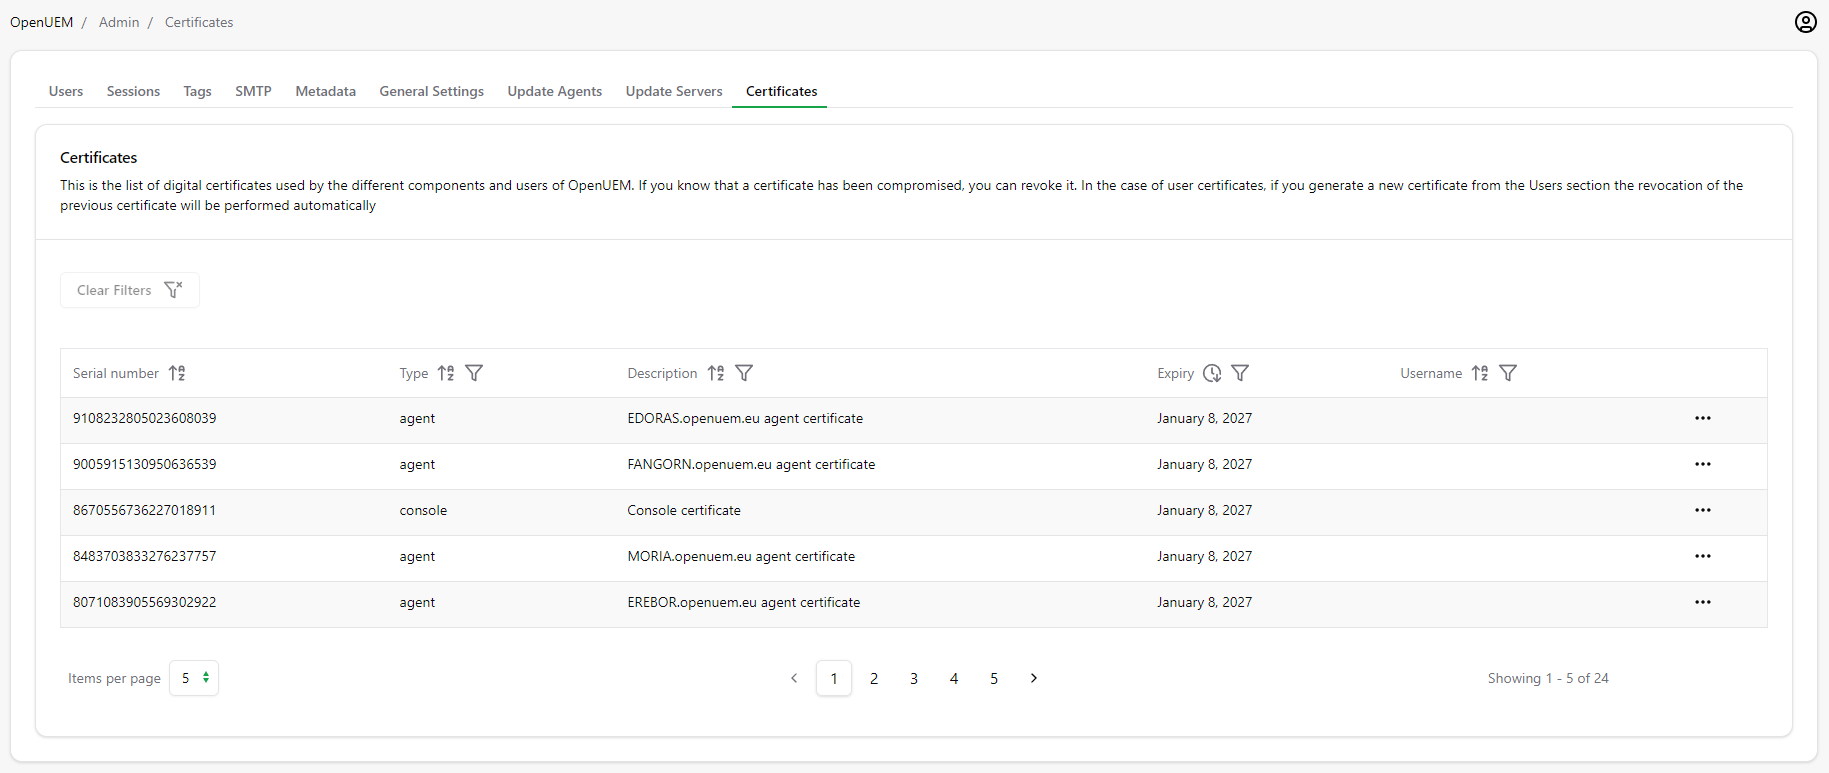 OpenUEM / Admin / Certificates
Users Sessions Tags SMTP Metadata General Settings Update Agents Update Servers Certificates
Certificates
This is the list of digital certificates used by the different components and users of OpenUEM. If you know that a certificate has been compromised, you can revoke it. In the case of user certificates, if you generate a new certificate from the Users section the revocation of the
previous certificate will be performed automatically
Clear Filters
Serial number Type Description Expiry Username
9108232805023608039 agent EDORAS.openuem.eu agent certificate January 8, 2027
9005915130950636539 agent FANGORN.openuem.eu agent certificate January 8, 2027
8670556736227018911 console Console certificate January 8, 2027
8483703833276237757 agent MORIA.openuem.eu agent certificate January 8, 2027
8071083905569302922 agent EREBOR.openuem.eu agent certificate January 8, 2027
Items per page 5 1 2 3 4 5 Showing 1 - 5 of 24